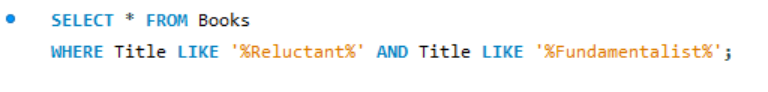 SELECT * FROM Books
WHERE Title LIKE '%Reluctant%' AND Title LIKE '%Fundamentalist%';